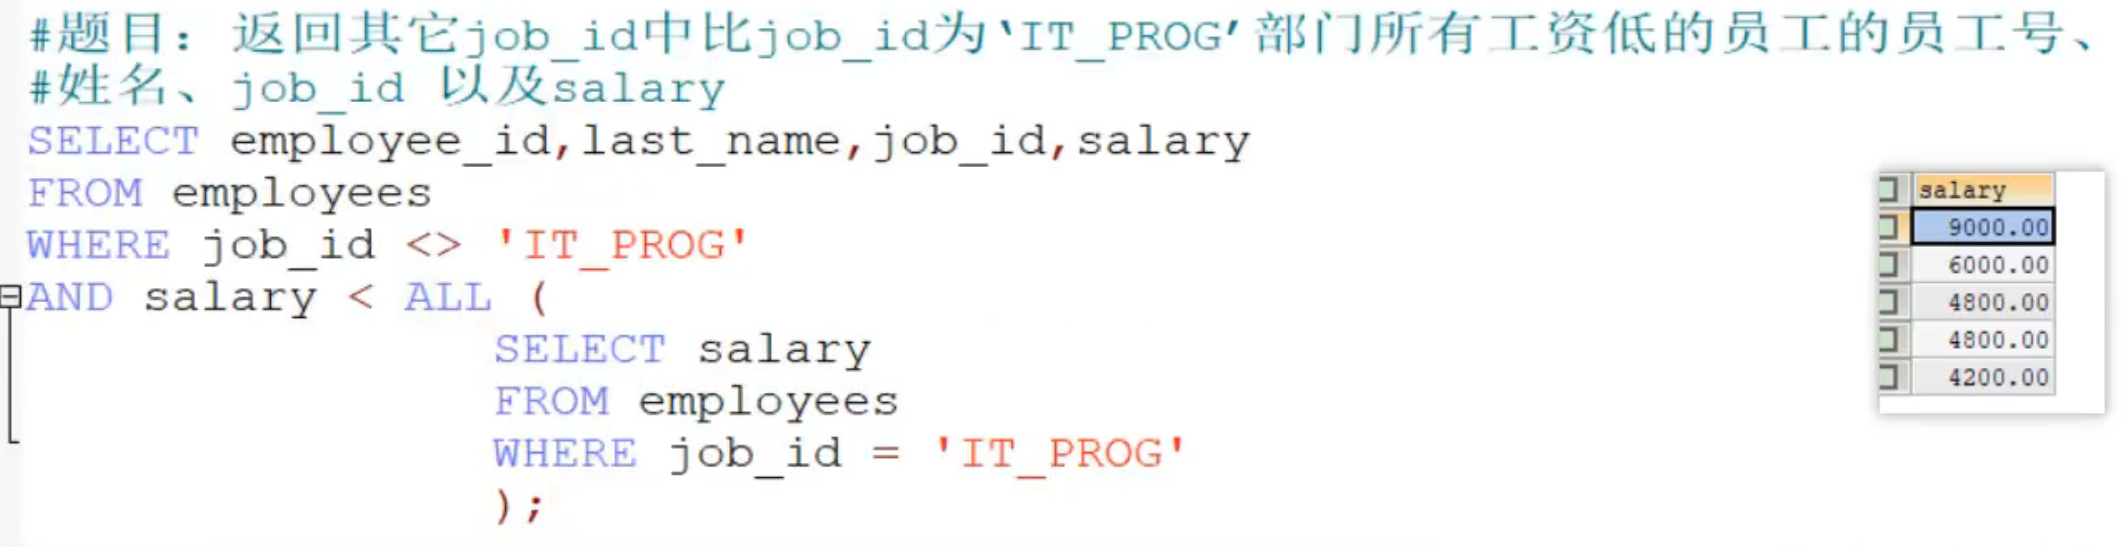 #题目：返回其它job_id中比job_id为‘IT_PROG’部门所有工资低的员工的员工号、
#姓名、job_id 以及salary
SELECT employee_id,last_name,job_id,salary
FROM employees
WHERE job_id <> 'IT_PROG'
AND salary < ALL (
SELECT salary
FROM employees
WHERE job_id = 'IT_PROG'
);
salary
9000.00
6000.00
4800.00
4800.00
4200.00